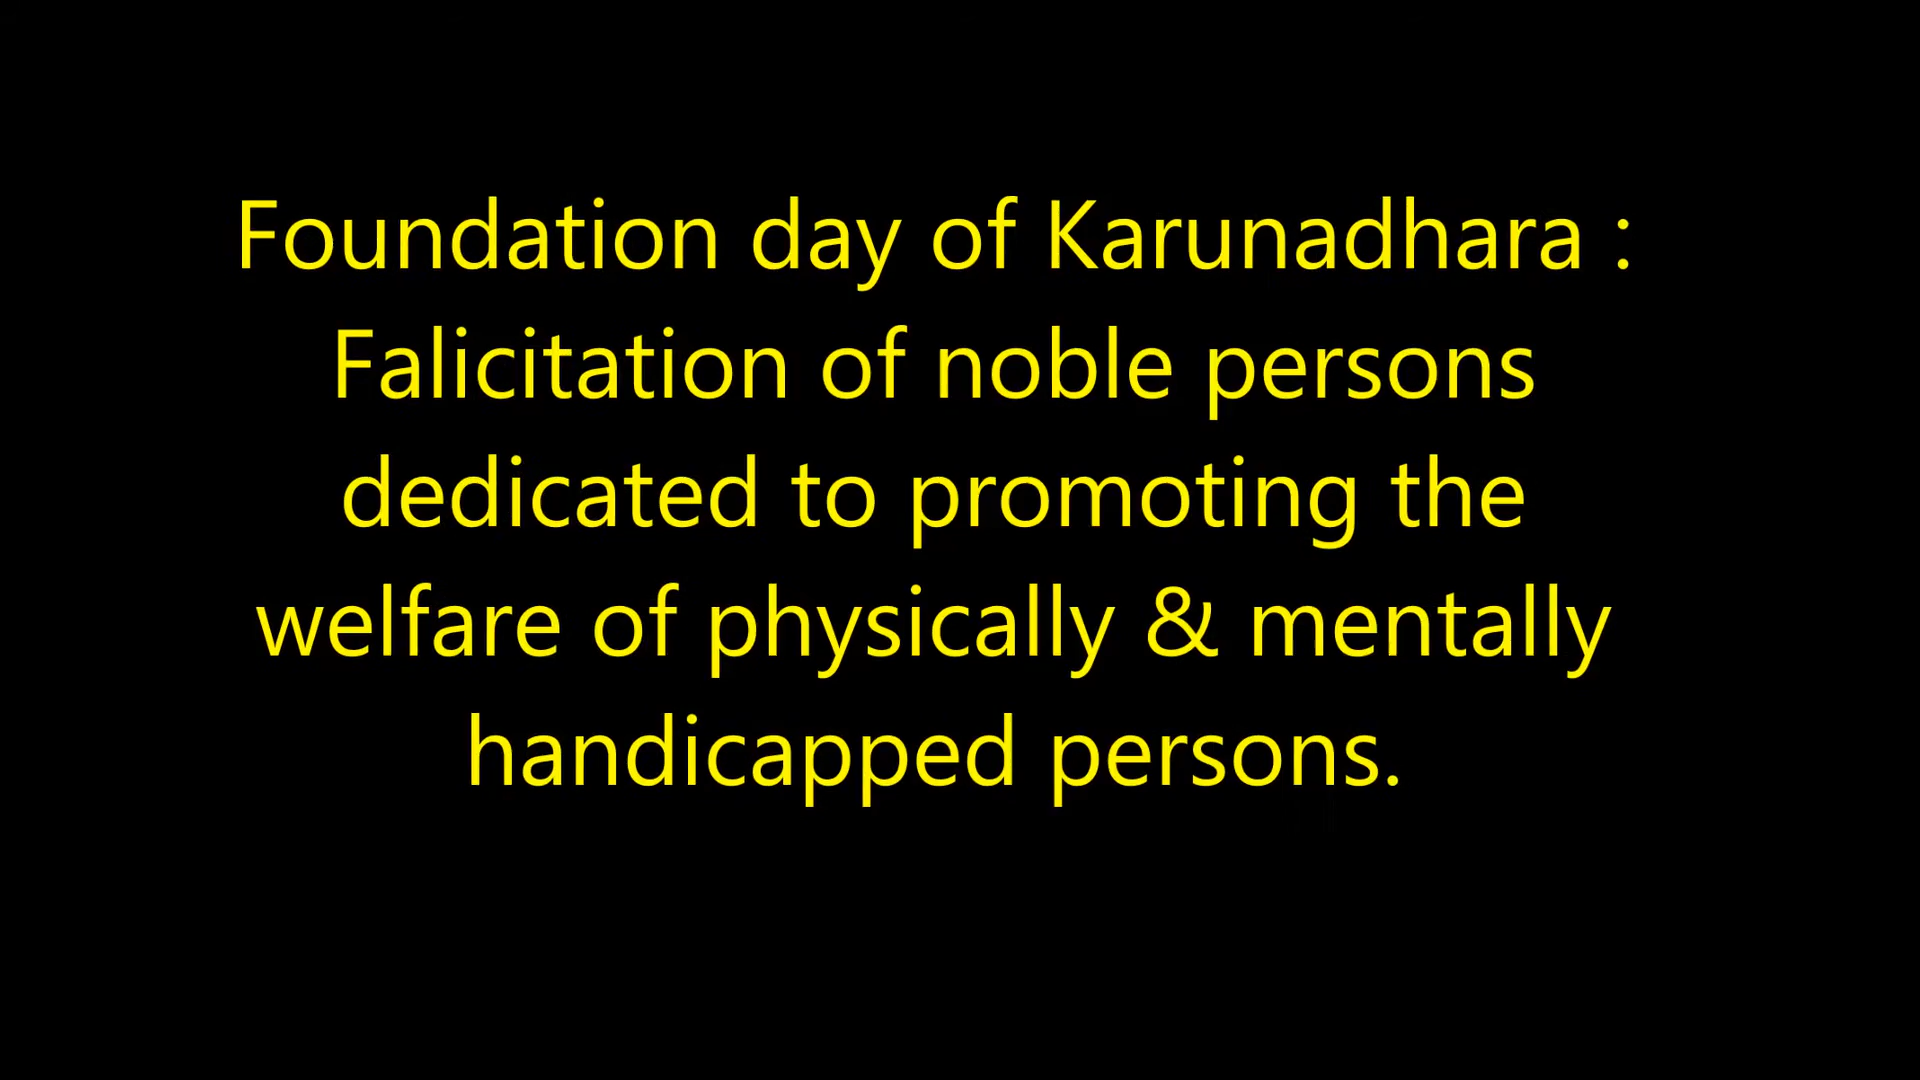 Foundation day of Karunadhara :
Falicitation of noble persons
dedicated to promoting the
welfare of physically & mentally
handicapped persons.